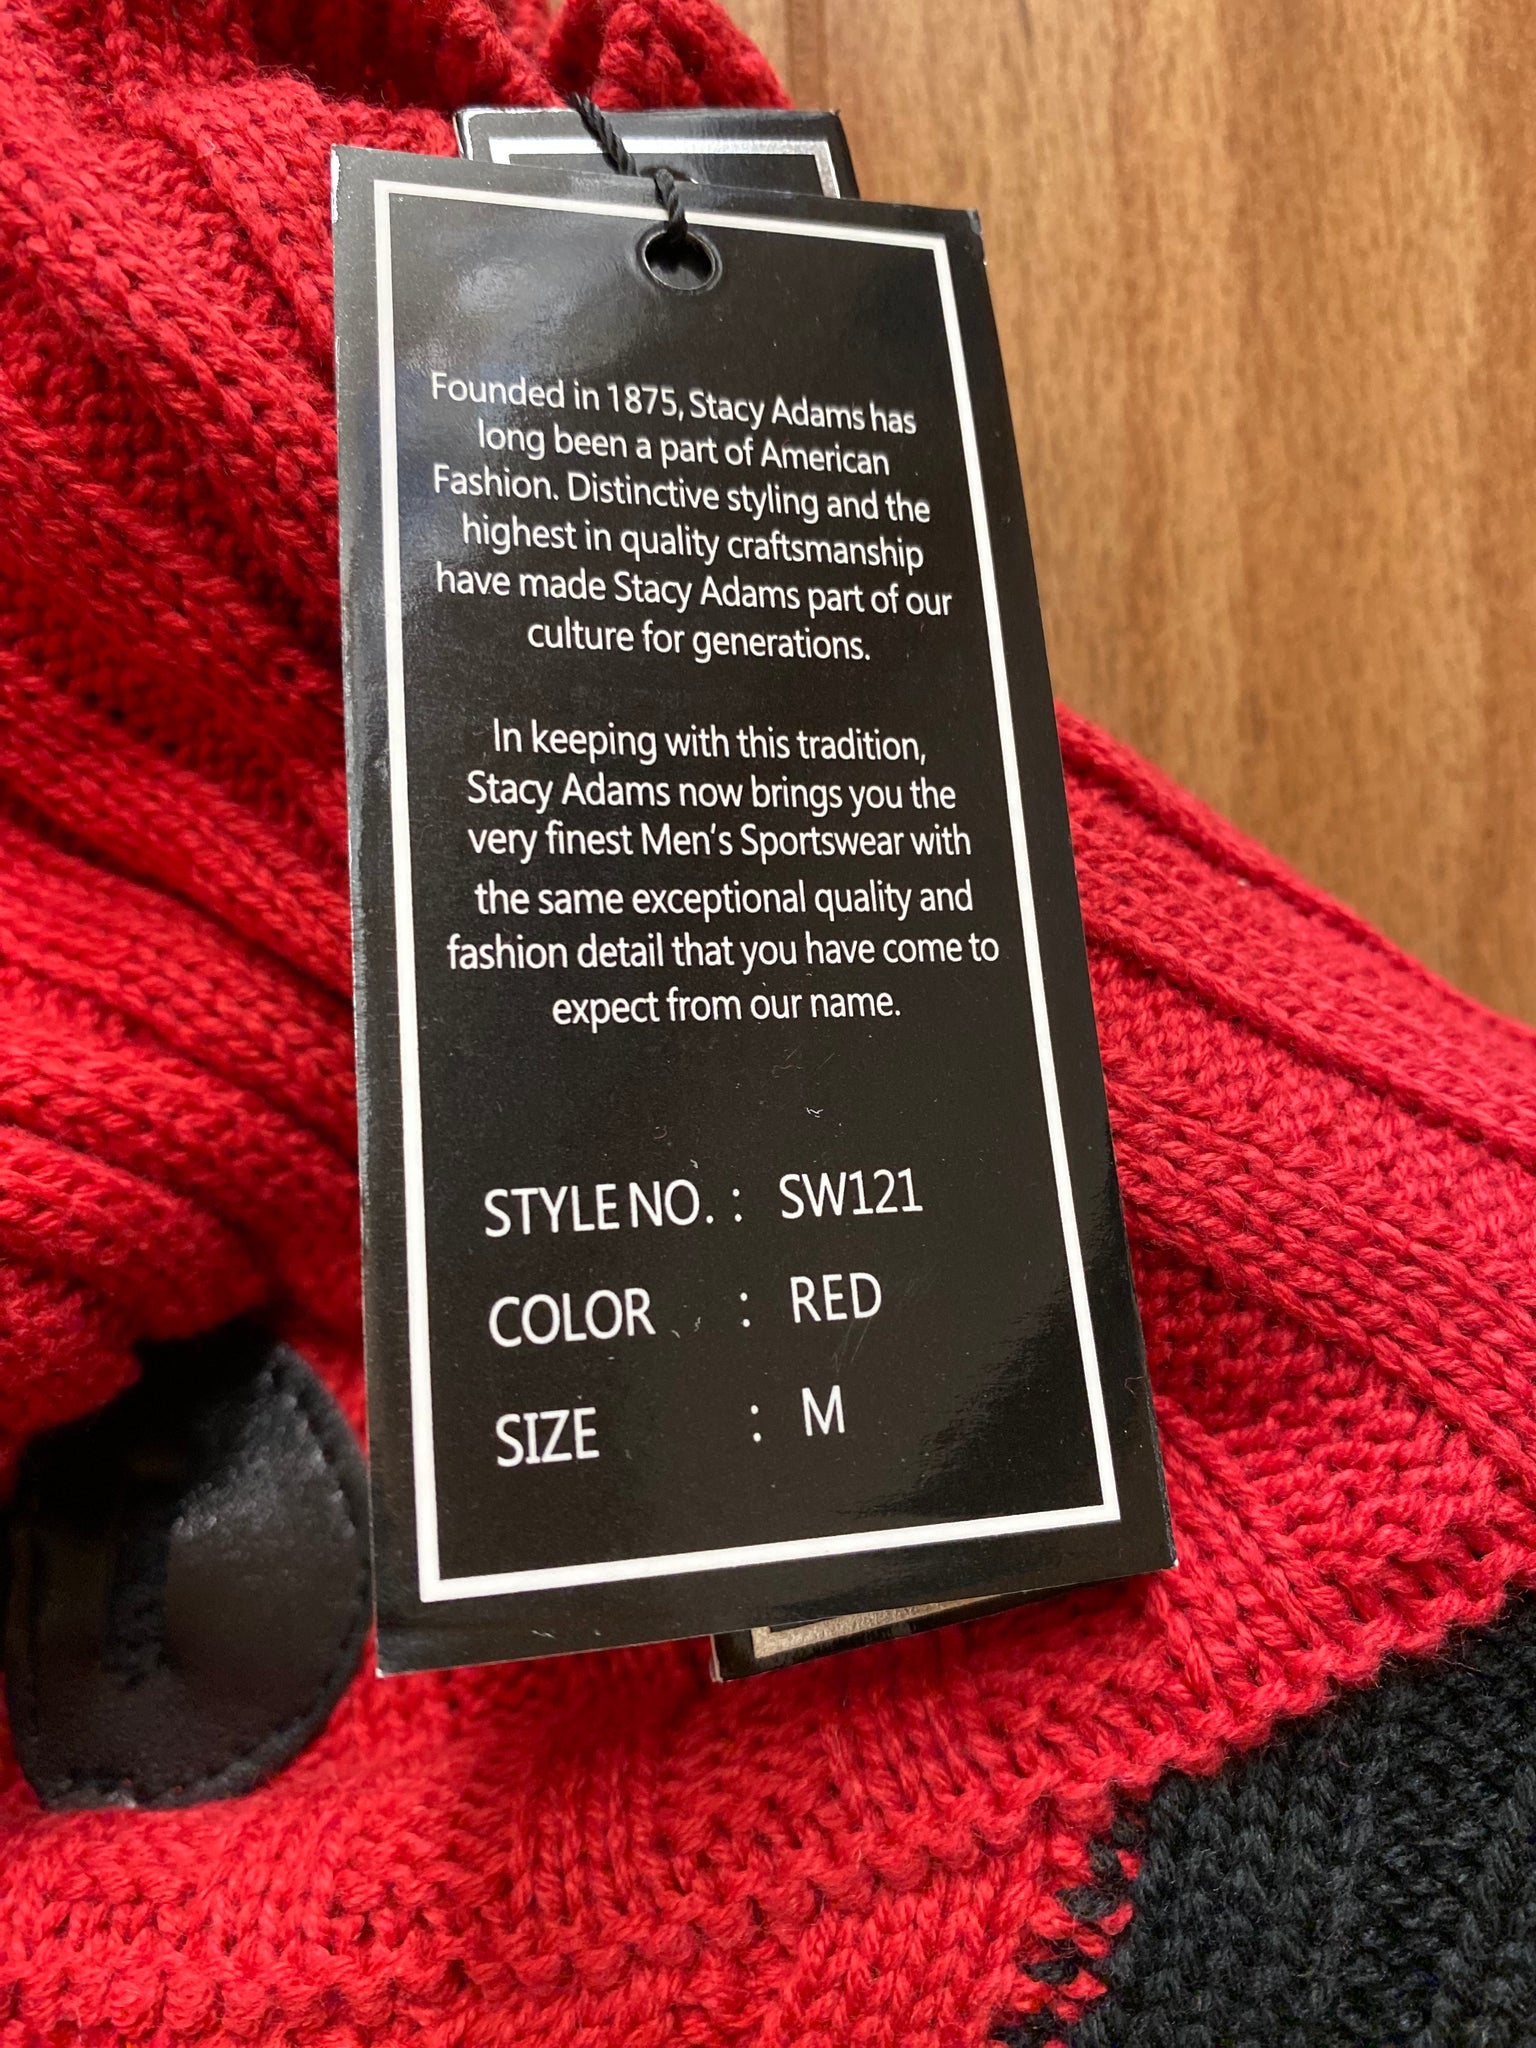 Founded in 1875, Stacy Adams has
long been a part of American
Fashion. Distinctive styling and the
highest in quality craftsmanship
have made Stacy Adams part of our
culture for generations.
In keeping with this tradition,
Stacy Adams now brings you the
very finest Men's Sportswear with
the same exceptional quality and
fashion detail that you have come to
expect from our name.
STYLE NO. : SW121
COLOR : RED
SIZE : M